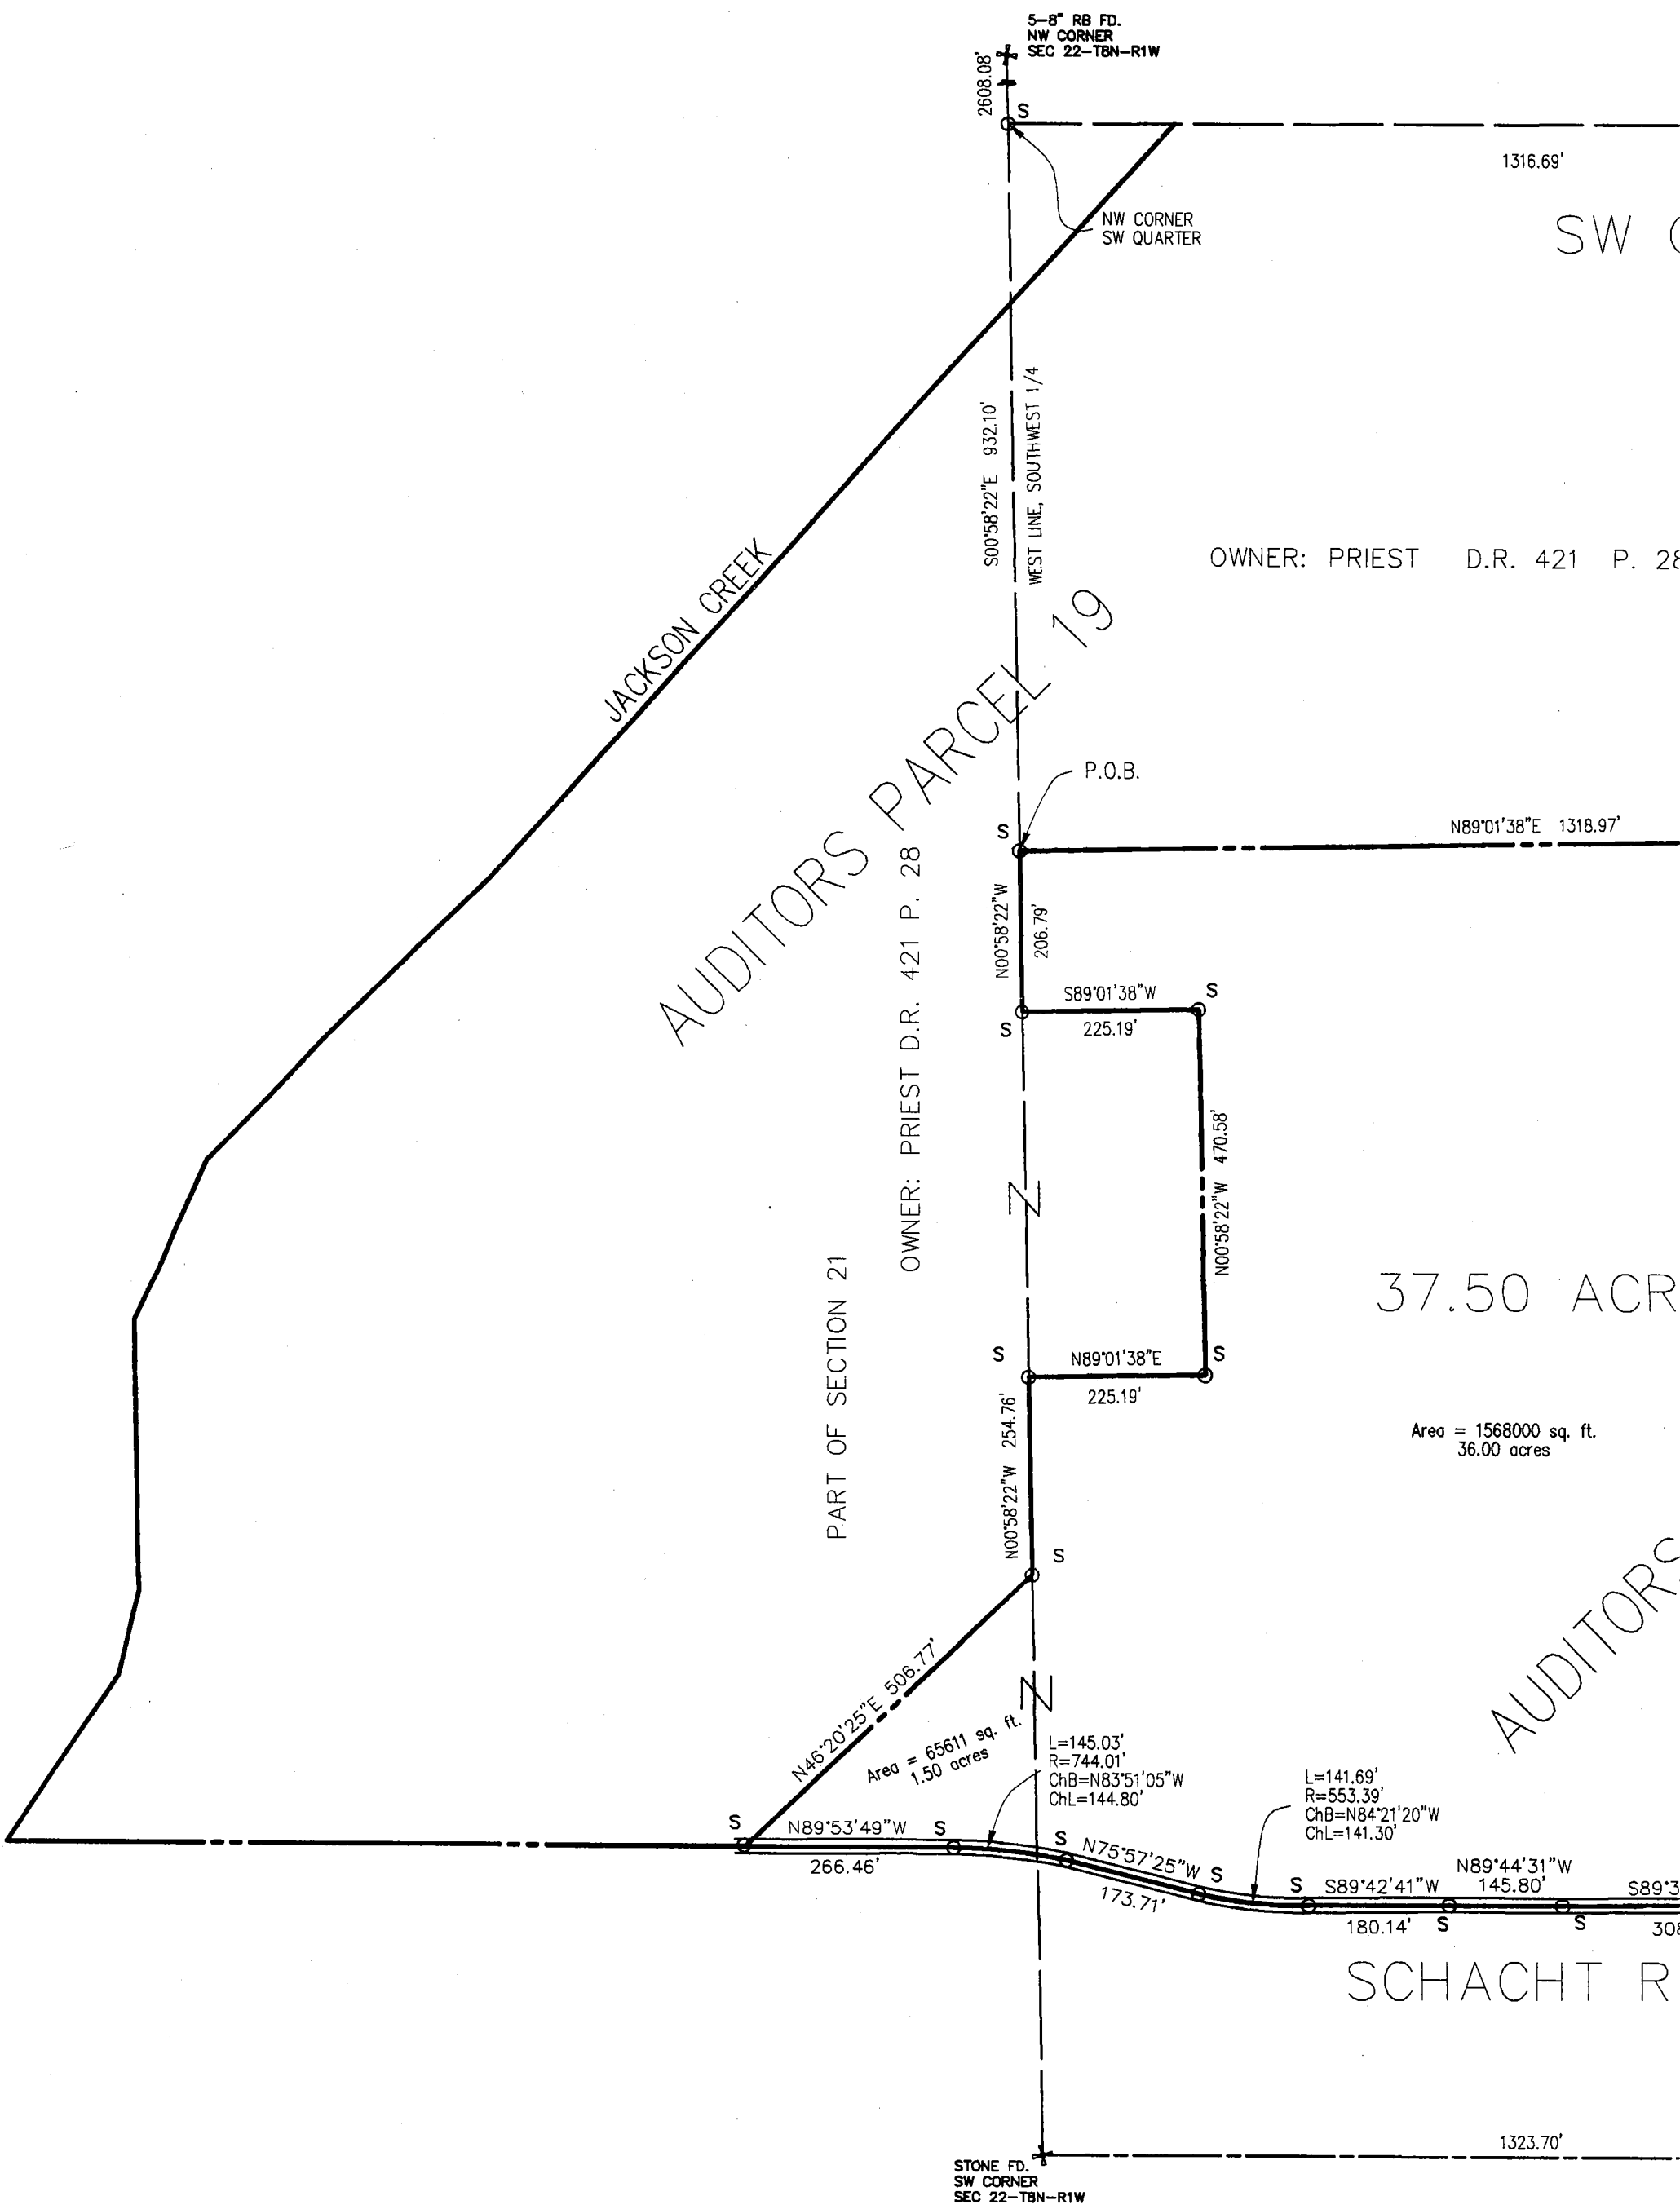 5-8" RB FD.
NW CORNER
SEC 22-T8N-R1W
2608.08'
S
1316.69'
NW CORNER
SW QUARTER
SW
S00°58'22"E 932.10'
WEST LINE, SOUTHWEST 1/4
OWNER: PRIEST D.R. 421 P. 28
JACKSON CREEK
AUDITORS PARCEL 19
P.O.B.
S
N89°01'38"E 1318.97'
N00°58'22"W
206.79'
OWNER: PRIEST D.R. 421 P. 28
S89°01'38"W
225.19'
S
S
N00°58'22"W 470.58'
Z
PART OF SECTION 21
37.50 ACR
S
N89°01'38"E
225.19'
S
N00°58'22"W 254.76'
Area = 1568000 sq. ft.
36.00 acres
S
AUDITORS
N46°20'25"E 506.77'
Area = 65611 sq. ft.
1.50 acres
Z
L=145.03'
R=744.01'
ChB=N83°51'05"W
ChL=144.80'
L=141.69'
R=553.39'
ChB=N84°21'20"W
ChL=141.30'
S
N89°53'49"W
266.46'
S
S
N75°57'25"W
173.71'
S
S
S89°42'41"W
180.14'
S
N89°44'31"W
145.80'
S
S89°3
308
SCHACHT R
1323.70'
STONE FD.
SW CORNER
SEC 22-T8N-R1W